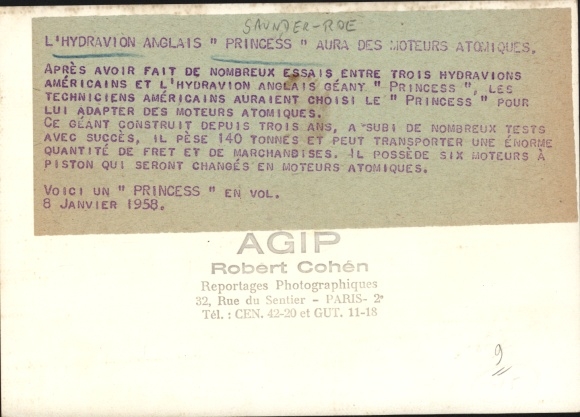 SAUNDER-ROE
L'HYDRAVION ANGLAIS " PRINCESS " AURA DES MOTEURS ATOMIQUES.
APRÈS AVOIR FAIT DE NOMBREUX ESSAIS ENTRE TROIS HYDRAVIONS
AMÉRICAINS ET L'HYDRAVION ANGLAIS GÉANT " PRINCESS ", LES
TECHNICIENS AMÉRICAINS AURAIENT CHOISI LE " PRINCESS " POUR
LUI ADAPTER DES MOTEURS ATOMIQUES.
CE GÉANT CONSTRUIT DEPUIS TROIS ANS, A SUBI DE NOMBREUX TESTS
AVEC SUCCÈS, IL PÈSE 140 TONNES ET PEUT TRANSPORTER UNE ÉNORME
QUANTITÉ DE FRET ET DE MARCHANDISES. IL POSSÈDE SIX MOTEURS À
PISTON QUI SERONT CHANGÉS EN MOTEURS ATOMIQUES.
VOICI UN " PRINCESS " EN VOL.
8 JANVIER 1958.
AGIP
Robert Cohén
Reportages Photographiques
32, Rue du Sentier - PARIS- 2e
Tél. : CEN. 42-20 et GUT. 11-18
9